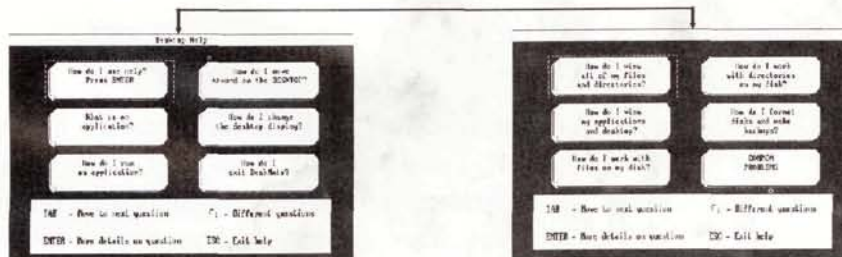 Help
How do I use help?
Press ENTER
How do I move
around on the DESKTOP?
What is an
application?
How do I change
the desktop display?
How do I run
an application?
How do I
exit DeskMate?
TAB - Move to next question
F1 - Different questions
ENTER - More details on question
ESC - Exit help
How do I view
all of my files
and directories?
How do I work
with directories
on my disk?
How do I view
my applications
and desktop?
How do I format
disks and make
backups?
How do I work with
files on my disk?
COMMON
PROBLEMS
TAB - Move to next question
F1 - Different questions
ENTER - More details on question
ESC - Exit help